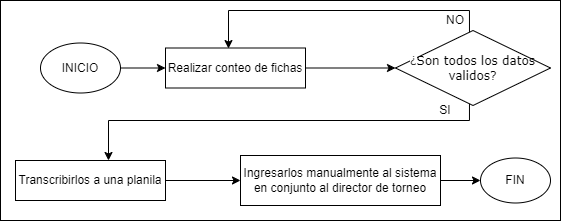 NO
INICIO
Realizar conteo de fichas
¿Son todos los datos
validos?
SI
Transcribirlos a una planila
Ingresarlos manualmente al sistema
en conjunto al director de torneo
FIN